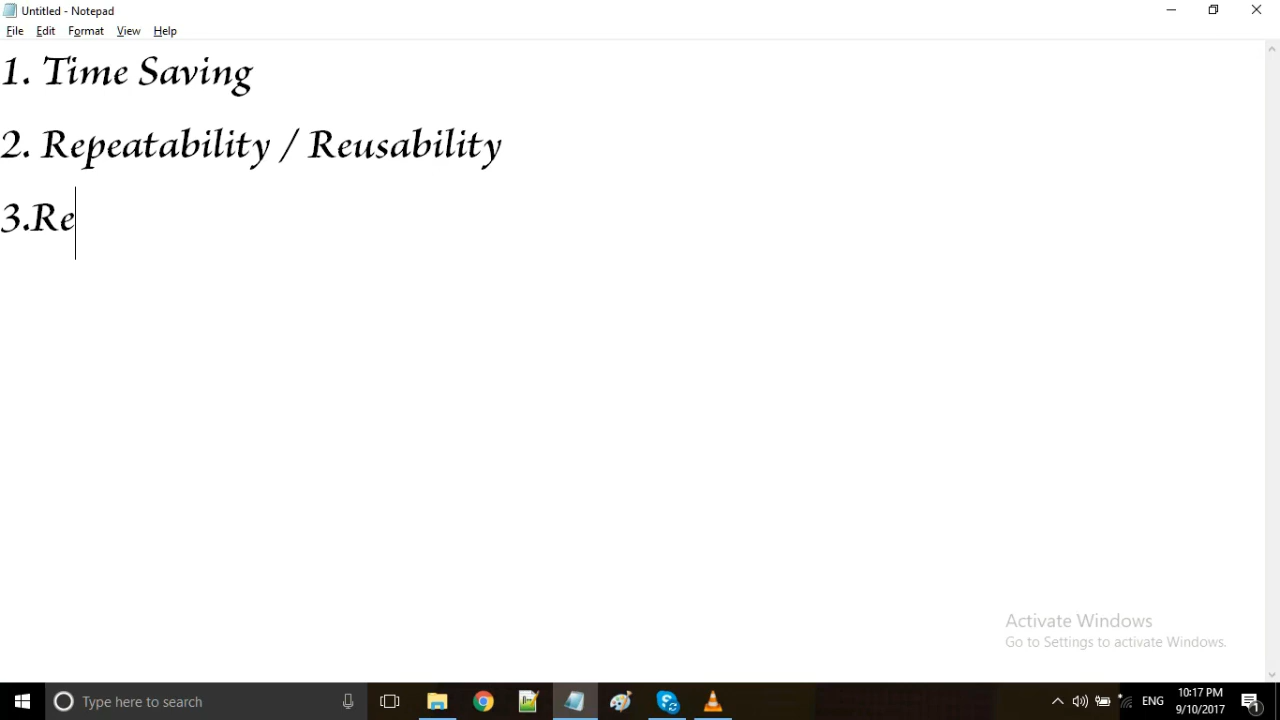 Untitled - Notepad
File Edit Format View Help
1. Time Saving
2. Repeatability / Reusability
3.Re
Activate Windows
Go to Settings to activate Windows.
Type here to search
ENG
10:17 PM
9/10/2017
1